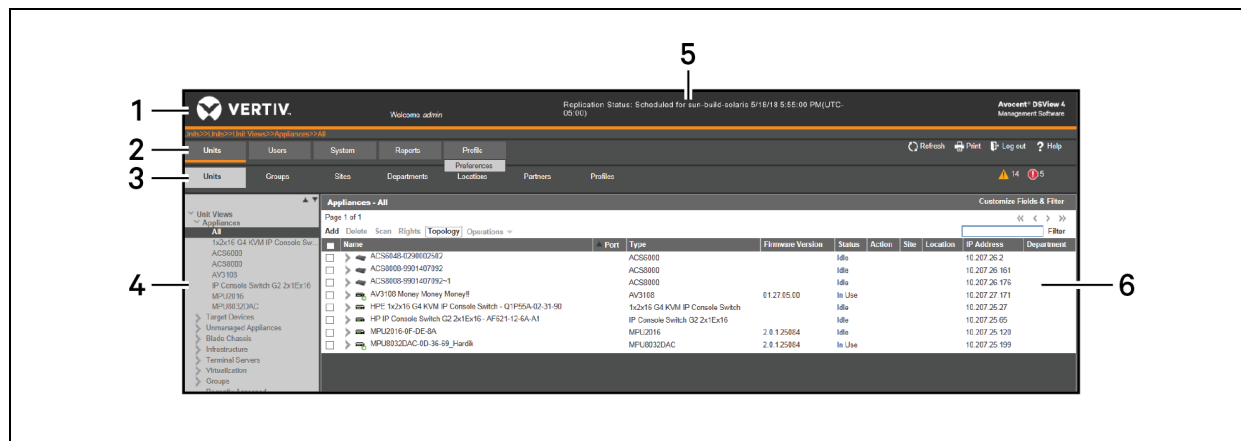 5
1
VERTIV.
Welcome admin
Replication Status: Scheduled for sun-build-solaris 5/18/18 5:55:00 PM(UTC-
05:00)
Avocent® DSView 4
Management Software
Units>>Units>>Unit Views>>Appliances>>All
2
Units Users System Reports Profile
Refresh Print Log out ? Help
Preferences
3
Units Groups Sites Departments Locations Partners Profiles
14 5
Unit Views
Appliances
All
1x2x16 G4 KVM IP Console Sw...
ACS6000
ACS8000
AV3108
IP Console Switch G2 2x1Ex16
MPU2016
MPU8032DAC
Target Devices
Unmanaged Appliances
Blade Chassis
Infrastructure
Terminal Servers
Virtualization
Groups
Recently Accessed
4
Appliances - All
Customize Fields & Filter
Page 1 of 1
Add Delete Scan Rights Topology Operations
Filter
Name Port Type Firmware Version Status Action Site Location IP Address Department
ACS6048-0290002502 ACS6000 Idle 10.207.26.2
ACS8008-9901407092 ACS8000 Idle 10.207.26.161
ACS8008-9901407092~1 ACS8000 Idle 10.207.26.176
AV3108 Money Money Money!! AV3108 01.27.05.00 In Use 10.207.27.171
HPE 1x2x16 G4 KVM IP Console Switch - Q1P55A-02-31-90 1x2x16 G4 KVM IP Console Switch Idle 10.207.25.27
HP IP Console Switch G2 2x1Ex16 - AF621-12-6A-A1 IP Console Switch G2 2x1Ex16 Idle 10.207.25.65
MPU2016-0F-DE-8A MPU2016 2.0.1.25084 Idle 10.207.25.120
MPU8032DAC-0D-36-69_Hardik MPU8032DAC 2.0.1.25084 In Use 10.207.25.199
6